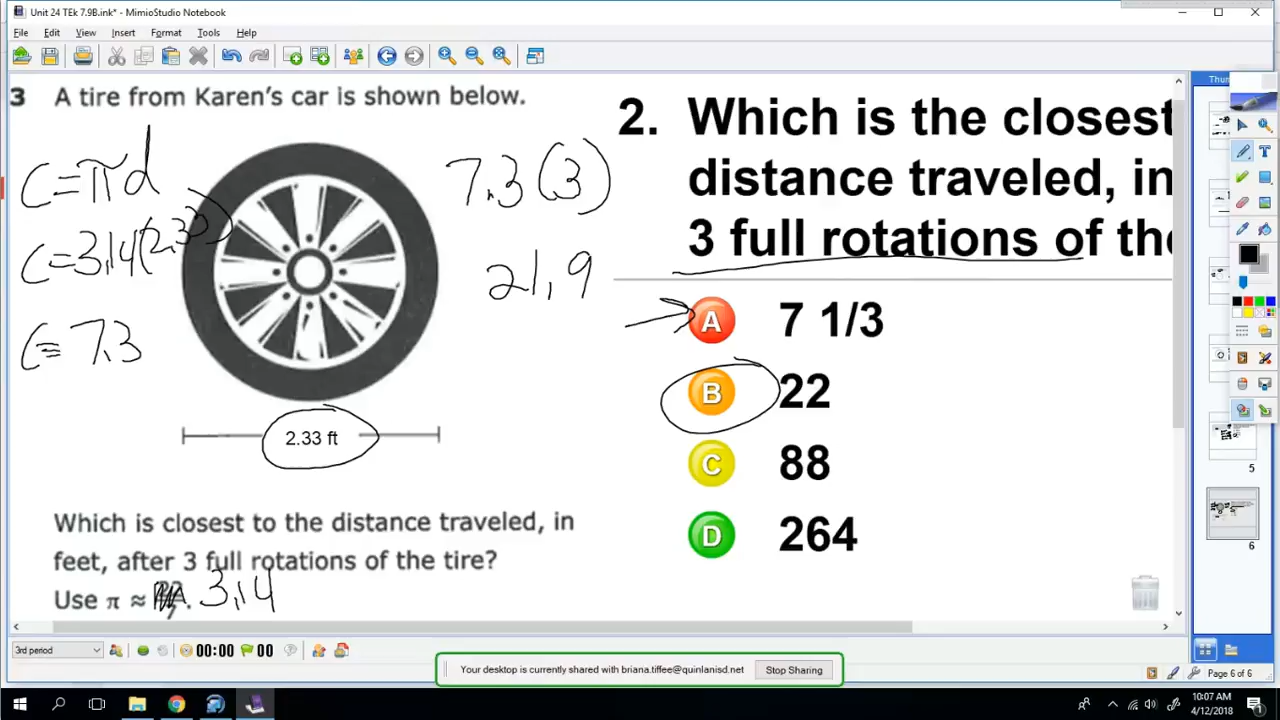 Unit 24 TEk 7.9B.ink* - MimioStudio Notebook
File Edit View Insert Format Tools Help
3 A tire from Karen's car is shown below.
C=πd
C=3.14(2.33)
C= 7.3
7.3(3)
21.9
2.33 ft
Which is closest to the distance traveled, in
feet, after 3 full rotations of the tire?
Use π ≈ 3.14
2. Which is the closest
distance traveled, in
3 full rotations of the
A 7 1/3
B 22
C 88
D 264
Thum
5
6
3rd period
00:00 00
Page 6 of 6
Your desktop is currently shared with briana.tiffee@quinlanisd.net Stop Sharing
10:07 AM
4/12/2018